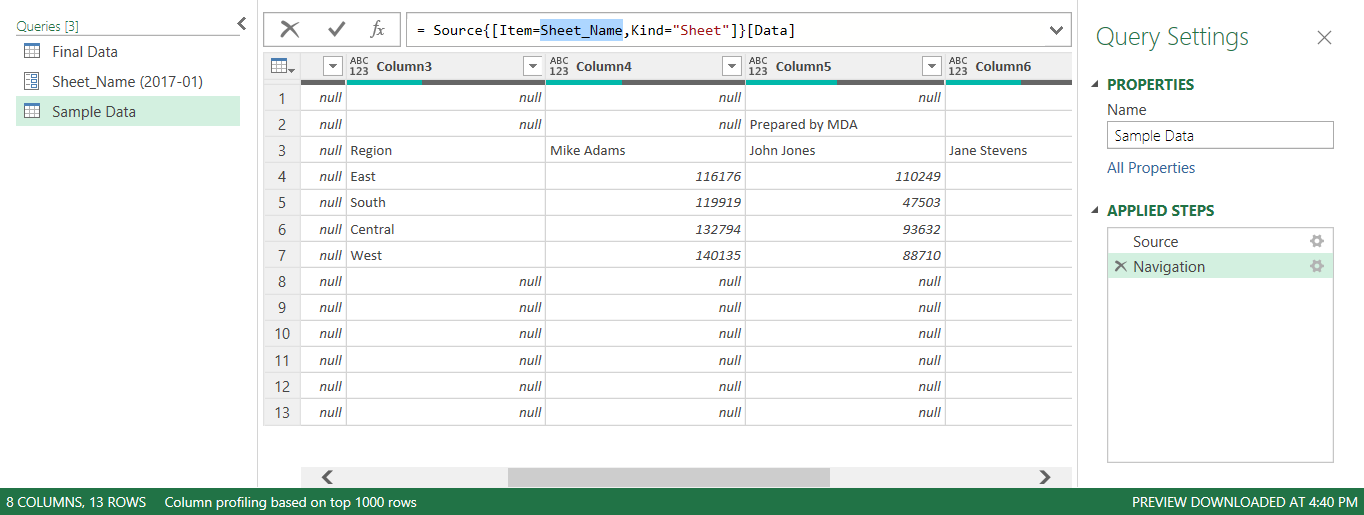 Queries [3]
Final Data
Sheet_Name (2017-01)
Sample Data
fx = Source{[Item=Sheet_Name,Kind="Sheet"]}[Data]
ABC 123 Column3 ABC 123 Column4 ABC 123 Column5 ABC 123 Column6
1 null null null null
2 null null null Prepared by MDA
3 null Region Mike Adams John Jones Jane Stevens
4 null East 116176 110249
5 null South 119919 47503
6 null Central 132794 93632
7 null West 140135 88710
8 null null null null
9 null null null null
10 null null null null
11 null null null null
12 null null null null
13 null null null null
Query Settings
PROPERTIES
Name
Sample Data
All Properties
APPLIED STEPS
Source
Navigation
8 COLUMNS, 13 ROWS Column profiling based on top 1000 rows PREVIEW DOWNLOADED AT 4:40 PM